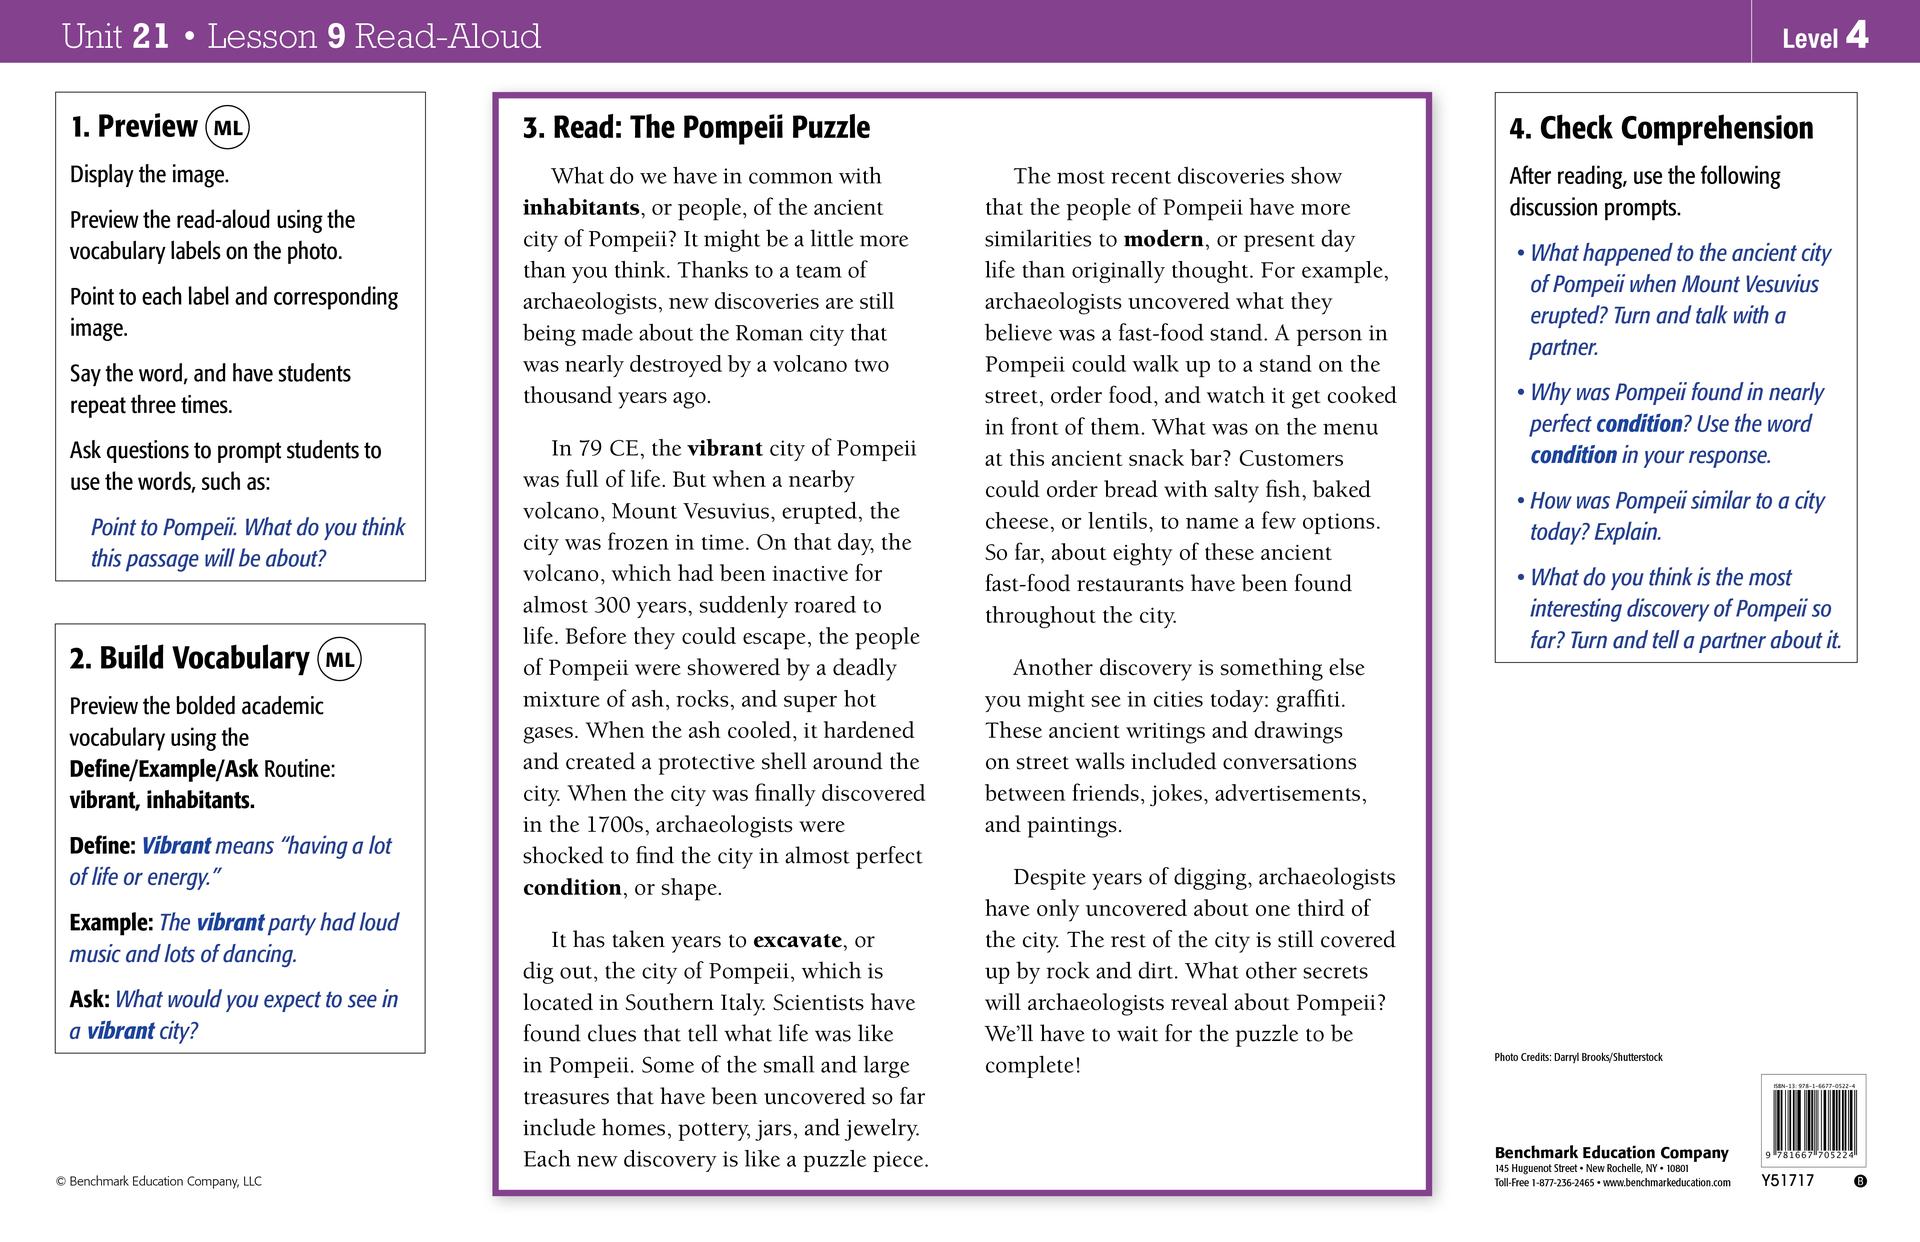 Unit 21 • Lesson 9 Read-Aloud
Level 4
1. Preview ML
Display the image.
Preview the read-aloud using the
vocabulary labels on the photo.
Point to each label and corresponding
image.
Say the word, and have students
repeat three times.
Ask questions to prompt students to
use the words, such as:
Point to Pompeii. What do you think
this passage will be about?
2. Build Vocabulary ML
Preview the bolded academic
vocabulary using the
Define/Example/Ask Routine:
vibrant, inhabitants.
Define: Vibrant means “having a lot
of life or energy.”
Example: The vibrant party had loud
music and lots of dancing.
Ask: What would you expect to see in
a vibrant city?
© Benchmark Education Company, LLC
3. Read: The Pompeii Puzzle
What do we have in common with
inhabitants, or people, of the ancient
city of Pompeii? It might be a little more
than you think. Thanks to a team of
archaeologists, new discoveries are still
being made about the Roman city that
was nearly destroyed by a volcano two
thousand years ago.
In 79 CE, the vibrant city of Pompeii
was full of life. But when a nearby
volcano, Mount Vesuvius, erupted, the
city was frozen in time. On that day, the
volcano, which had been inactive for
almost 300 years, suddenly roared to
life. Before they could escape, the people
of Pompeii were showered by a deadly
mixture of ash, rocks, and super hot
gases. When the ash cooled, it hardened
and created a protective shell around the
city. When the city was finally discovered
in the 1700s, archaeologists were
shocked to find the city in almost perfect
condition, or shape.
It has taken years to excavate, or
dig out, the city of Pompeii, which is
located in Southern Italy. Scientists have
found clues that tell what life was like
in Pompeii. Some of the small and large
treasures that have been uncovered so far
include homes, pottery, jars, and jewelry.
Each new discovery is like a puzzle piece.
The most recent discoveries show
that the people of Pompeii have more
similarities to modern, or present day
life than originally thought. For example,
archaeologists uncovered what they
believe was a fast-food stand. A person in
Pompeii could walk up to a stand on the
street, order food, and watch it get cooked
in front of them. What was on the menu
at this ancient snack bar? Customers
could order bread with salty fish, baked
cheese, or lentils, to name a few options.
So far, about eighty of these ancient
fast-food restaurants have been found
throughout the city.
Another discovery is something else
you might see in cities today: graffiti.
These ancient writings and drawings
on street walls included conversations
between friends, jokes, advertisements,
and paintings.
Despite years of digging, archaeologists
have only uncovered about one third of
the city. The rest of the city is still covered
up by rock and dirt. What other secrets
will archaeologists reveal about Pompeii?
We’ll have to wait for the puzzle to be
complete!
4. Check Comprehension
After reading, use the following
discussion prompts.
• What happened to the ancient city
of Pompeii when Mount Vesuvius
erupted? Turn and talk with a
partner.
• Why was Pompeii found in nearly
perfect condition? Use the word
condition in your response.
• How was Pompeii similar to a city
today? Explain.
• What do you think is the most
interesting discovery of Pompeii so
far? Turn and tell a partner about it.
Photo Credits: Darryl Brooks/Shutterstock
Benchmark Education Company
145 Huguenot Street • New Rochelle, NY • 10801
Toll-Free 1-877-236-2465 • www.benchmarkeducation.com
ISBN-13: 978-1-6677-0522-4
9 781667 705224
Y51717
B